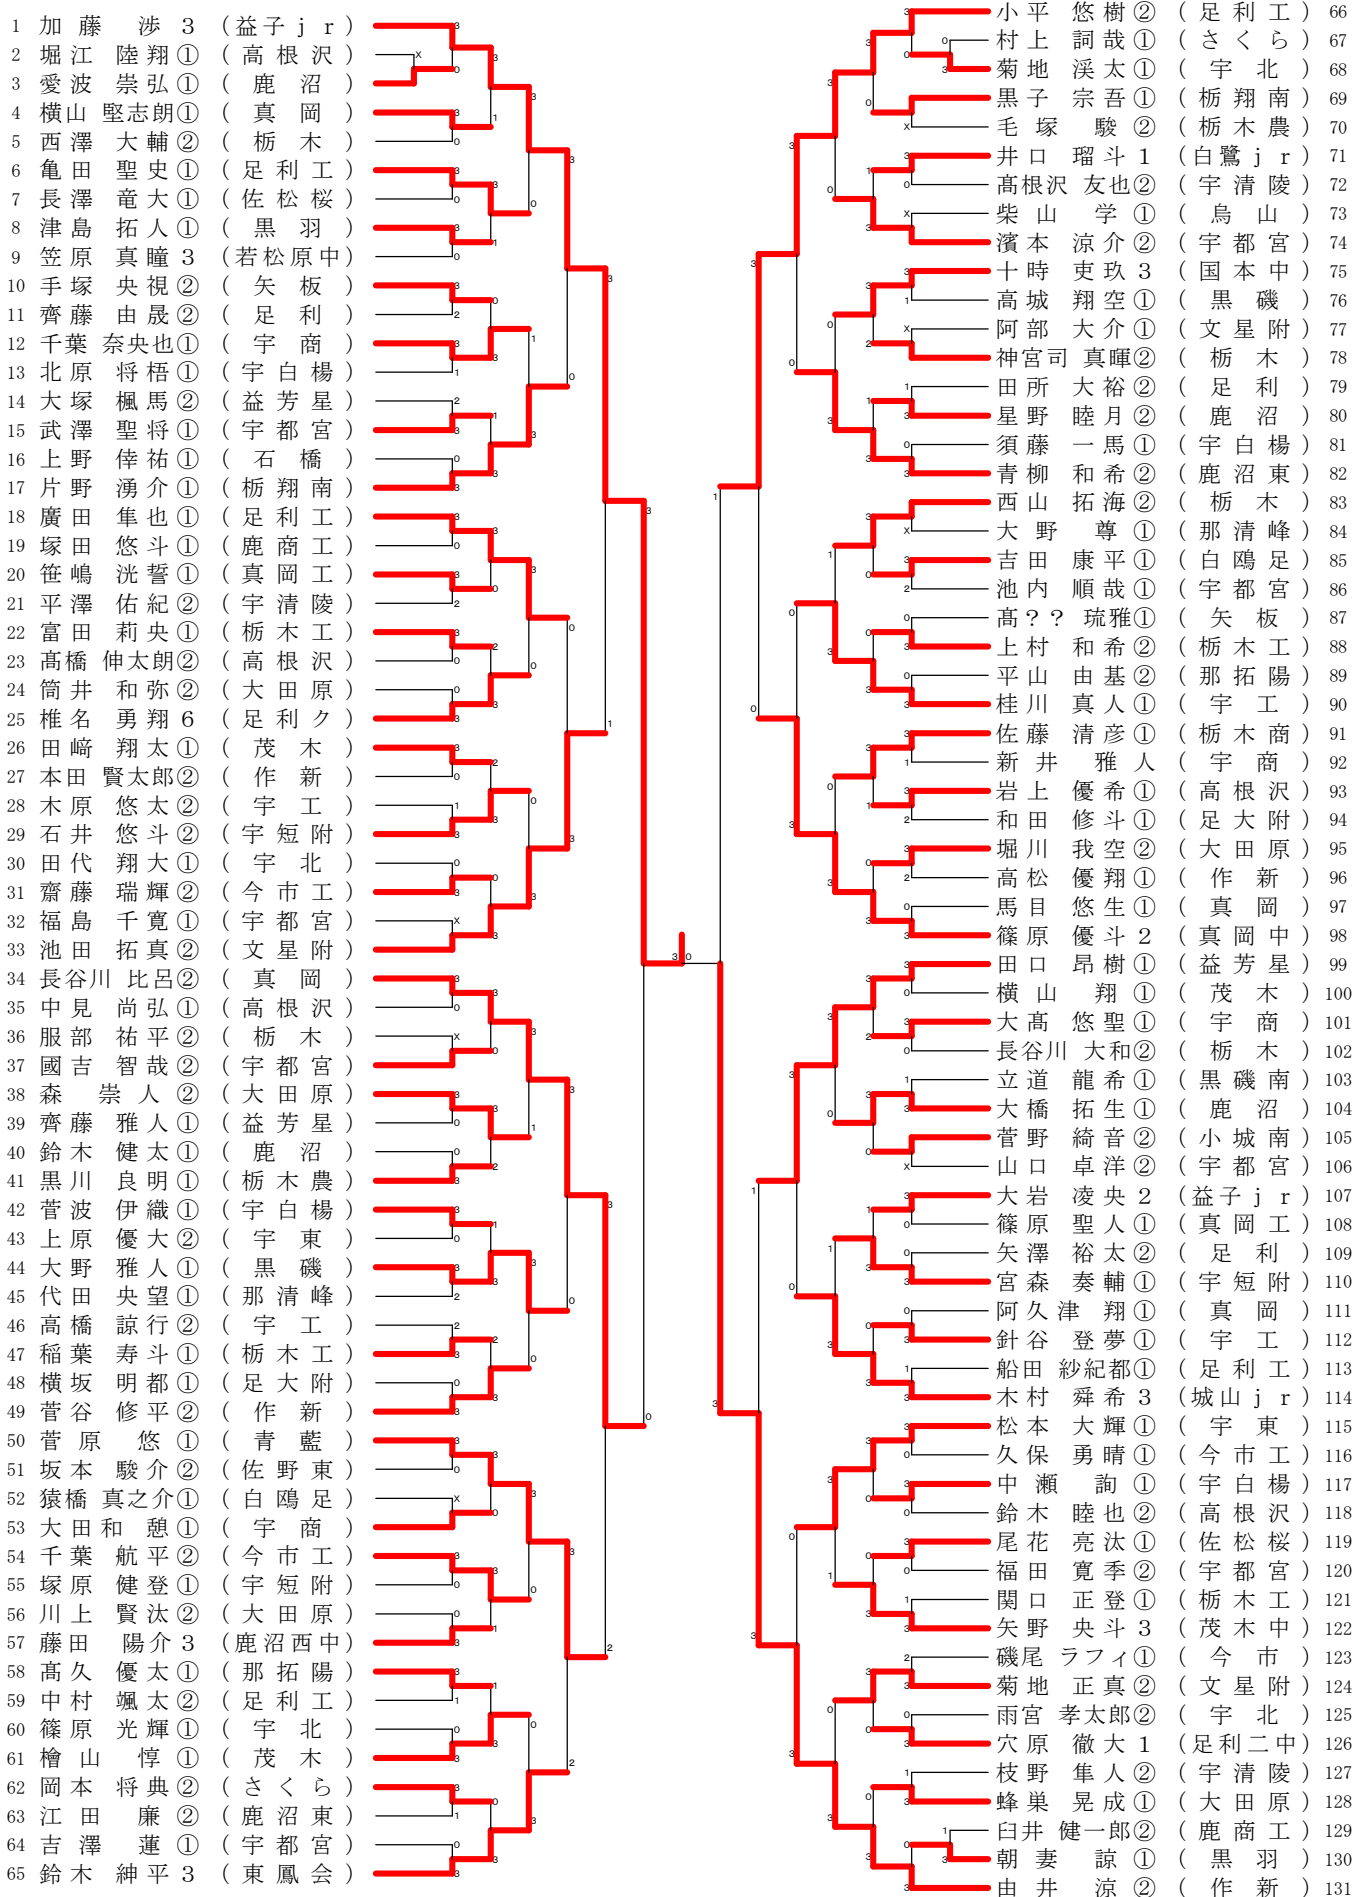 1 加藤 渉 3 (益子ｊｒ)
2 堀江 陸翔① (高根沢)
3 愛波 崇弘① (鹿沼)
4 横山 堅志朗① (真岡)
5 西澤 大輔② (栃木)
6 亀田 聖史① (足利工)
7 長澤 竜大① (佐松桜)
8 津島 拓人① (黒羽)
9 笠原 真瞳 3 (若松原中)
10 手塚 央視② (矢板)
11 齊藤 由晟② (足利)
12 千葉 奈央也① (宇商)
13 北原 将梧① (宇白楊)
14 大塚 楓馬② (益芳星)
15 武澤 聖将① (宇都宮)
16 上野 倖祐① (石橋)
17 片野 湧介① (栃翔南)
18 廣田 隼也① (足利工)
19 塚田 悠斗① (鹿商工)
20 笹嶋 洸誓① (真岡工)
21 平澤 佑紀② (宇清陵)
22 富田 莉央① (栃木工)
23 髙橋 伸太朗② (高根沢)
24 筒井 和弥② (大田原)
25 椎名 勇翔 6 (足利ク)
26 田﨑 翔太① (茂木)
27 本田 賢太郎② (作新)
28 木原 悠太② (宇工)
29 石井 悠斗② (宇短附)
30 田代 翔大① (宇北)
31 齋藤 瑞輝② (今市工)
32 福島 千寛① (宇都宮)
33 池田 拓真② (文星附)
34 長谷川 比呂② (真岡)
35 中見 尚弘① (高根沢)
36 服部 祐平② (栃木)
37 國吉 智哉② (宇都宮)
38 森 崇人② (大田原)
39 齊藤 雅人① (益芳星)
40 鈴木 健太① (鹿沼)
41 黒川 良明① (栃木農)
42 菅波 伊織① (宇白楊)
43 上原 優大② (宇東)
44 大野 雅人① (黒磯)
45 代田 央望① (那清峰)
46 高橋 諒行② (宇工)
47 稲葉 寿斗① (栃木工)
48 横坂 明都① (足大附)
49 菅谷 修平② (作新)
50 菅原 悠① (青藍)
51 坂本 駿介② (佐野東)
52 猿橋 真之介① (白鴎足)
53 大田和 憩① (宇商)
54 千葉 航平② (今市工)
55 塚原 健登① (宇短附)
56 川上 賢汰② (大田原)
57 藤田 陽介 3 (鹿沼西中)
58 髙久 優太① (那拓陽)
59 中村 颯太② (足利工)
60 篠原 光輝① (宇北)
61 檜山 惇① (茂木)
62 岡本 将典② (さくら)
63 江田 廉② (鹿沼東)
64 吉澤 蓮① (宇都宮)
65 鈴木 紳平 3 (東鳳会)
小平 悠樹② (足利工) 66
村上 詞哉① (さくら) 67
菊地 渓太① (宇北) 68
黒子 宗吾① (栃翔南) 69
毛塚 駿② (栃木農) 70
井口 瑠斗 1 (白鷺ｊｒ) 71
髙根沢 友也② (宇清陵) 72
柴山 学① (烏山) 73
濱本 涼介② (宇都宮) 74
十時 吏玖 3 (国本中) 75
高城 翔空① (黒磯) 76
阿部 大介① (文星附) 77
神宮司 真暉② (栃木) 78
田所 大裕② (足利) 79
星野 睦月② (鹿沼) 80
須藤 一馬① (宇白楊) 81
青柳 和希② (鹿沼東) 82
西山 拓海② (栃木) 83
大野 尊① (那清峰) 84
吉田 康平① (白鴎足) 85
池内 順哉① (宇都宮) 86
髙？？ 琉雅① (矢板) 87
上村 和希② (栃木工) 88
平山 由基② (那拓陽) 89
桂川 真人① (宇工) 90
佐藤 清彦① (栃木商) 91
新井 雅人 (宇商) 92
岩上 優希① (高根沢) 93
和田 修斗① (足大附) 94
堀川 我空② (大田原) 95
高松 優翔① (作新) 96
馬目 悠生① (真岡) 97
篠原 優斗 2 (真岡中) 98
田口 昂樹① (益芳星) 99
横山 翔① (茂木) 100
大髙 悠聖① (宇商) 101
長谷川 大和② (栃木) 102
立道 龍希① (黒磯南) 103
大橋 拓生① (鹿沼) 104
菅野 綺音② (小城南) 105
山口 卓洋② (宇都宮) 106
大岩 凌央 2 (益子ｊｒ) 107
篠原 聖人① (真岡工) 108
矢澤 裕太② (足利) 109
宮森 奏輔① (宇短附) 110
阿久津 翔① (真岡) 111
針谷 登夢① (宇工) 112
船田 紗紀都① (足利工) 113
木村 舜希 3 (城山ｊｒ) 114
松本 大輝① (宇東) 115
久保 勇晴① (今市工) 116
中瀬 詢① (宇白楊) 117
鈴木 睦也② (高根沢) 118
尾花 亮汰① (佐松桜) 119
福田 寛季② (宇都宮) 120
関口 正登① (栃木工) 121
矢野 央斗 3 (茂木中) 122
磯尾 ラフィ① (今市) 123
菊地 正真② (文星附) 124
雨宮 孝太郎② (宇北) 125
穴原 徹大 1 (足利二中) 126
枝野 隼人② (宇清陵) 127
蜂巣 晃成① (大田原) 128
臼井 健一郎② (鹿商工) 129
朝妻 諒① (黒羽) 130
由井 涼② (作新) 131